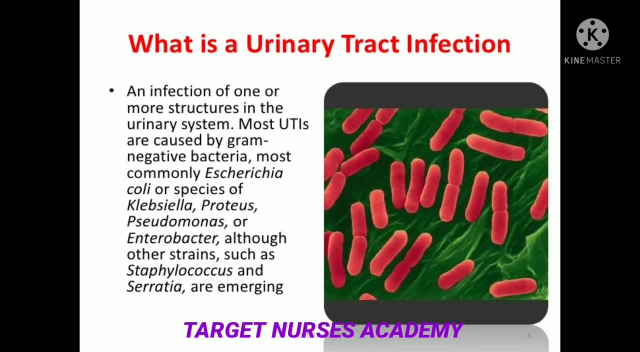 What is a Urinary Tract Infection
KINEMASTER
• An infection of one or
more structures in the
urinary system. Most UTIs
are caused by gram-
negative bacteria, most
commonly Escherichia
coli or species of
Klebsiella, Proteus,
Pseudomonas, or
Enterobacter, although
other strains, such as
Staphylococcus and
Serratia, are emerging
TARGET NURSES ACADEMY